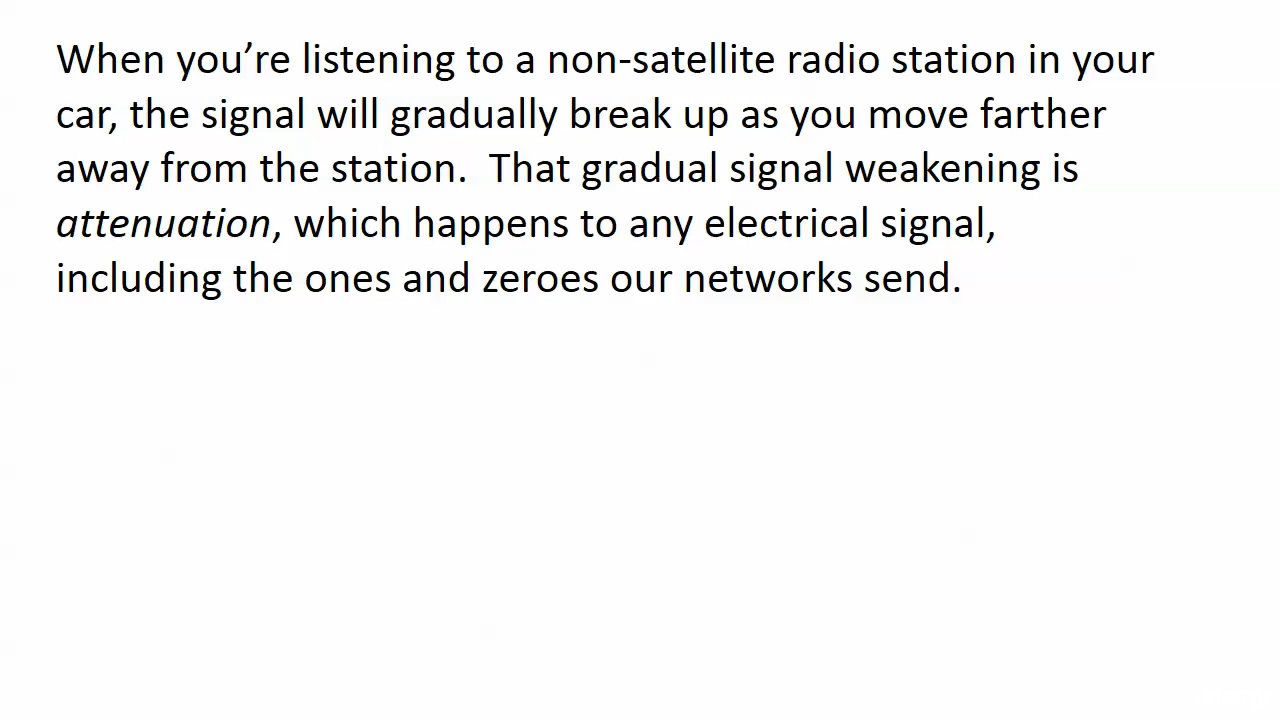 When you’re listening to a non-satellite radio station in your
car, the signal will gradually break up as you move farther
away from the station.  That gradual signal weakening is
attenuation, which happens to any electrical signal,
including the ones and zeroes our networks send.